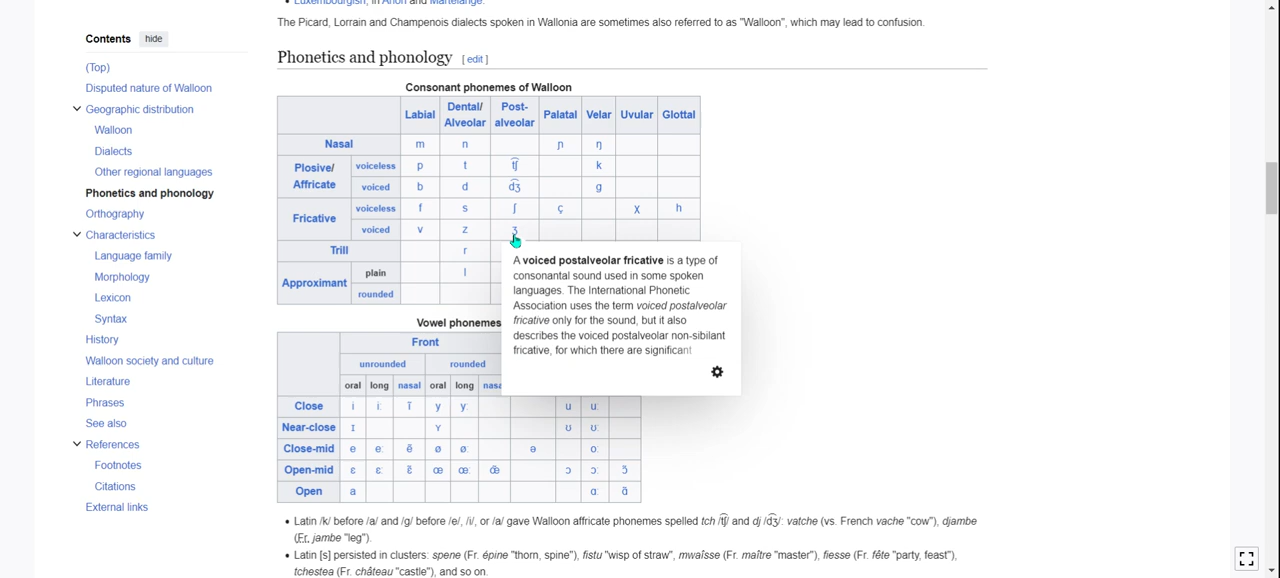 Luxembourgish, in Arlon and Martelange.
The Picard, Lorrain and Champenois dialects spoken in Wallonia are sometimes also referred to as "Walloon", which may lead to confusion.
Contents hide
(Top)
Disputed nature of Walloon
Geographic distribution
Walloon
Dialects
Other regional languages
Phonetics and phonology
Orthography
Characteristics
Language family
Morphology
Lexicon
Syntax
History
Walloon society and culture
Literature
Phrases
See also
References
Footnotes
Citations
External links
Phonetics and phonology [ edit ]
Consonant phonemes of Walloon
Labial Dental/ Alveolar Post- alveolar Palatal Velar Uvular Glottal
Nasal m n ɲ ŋ
Plosive/ Affricate voiceless p t t͡ʃ k
voiced b d d͡ʒ g
Fricative voiceless f s ʃ ç χ h
voiced v z ʒ
Trill r
Approximant plain l
rounded
A voiced postalveolar fricative is a type of
consonantal sound used in some spoken
languages. The International Phonetic
Association uses the term voiced postalveolar
fricative only for the sound, but it also
describes the voiced postalveolar non-sibilant
fricative, for which there are significant
Vowel phonemes
Front
unrounded rounded
oral long nasal oral long nasa
Close i iː ĩ y yː u uː
Near-close ɪ ʏ ʊ ʊː
Close-mid e eː ẽ ø øː ə oː
Open-mid ɛ ɛː ɛ̃ œ œː œ̃ ɔ ɔː ɔ̃
Open a ɑː ɑ̃
• Latin /k/ before /a/ and /g/ before /e/, /i/, or /a/ gave Walloon affricate phonemes spelled tch /t͡ʃ/ and dj /d͡ʒ/: vatche (vs. French vache "cow"), djambe
(Fr. jambe "leg").
• Latin [s] persisted in clusters: spene (Fr. épine "thorn, spine"), fistu "wisp of straw", mwaîsse (Fr. maître "master"), fiesse (Fr. fête "party, feast"),
tchestea (Fr. château "castle"), and so on.